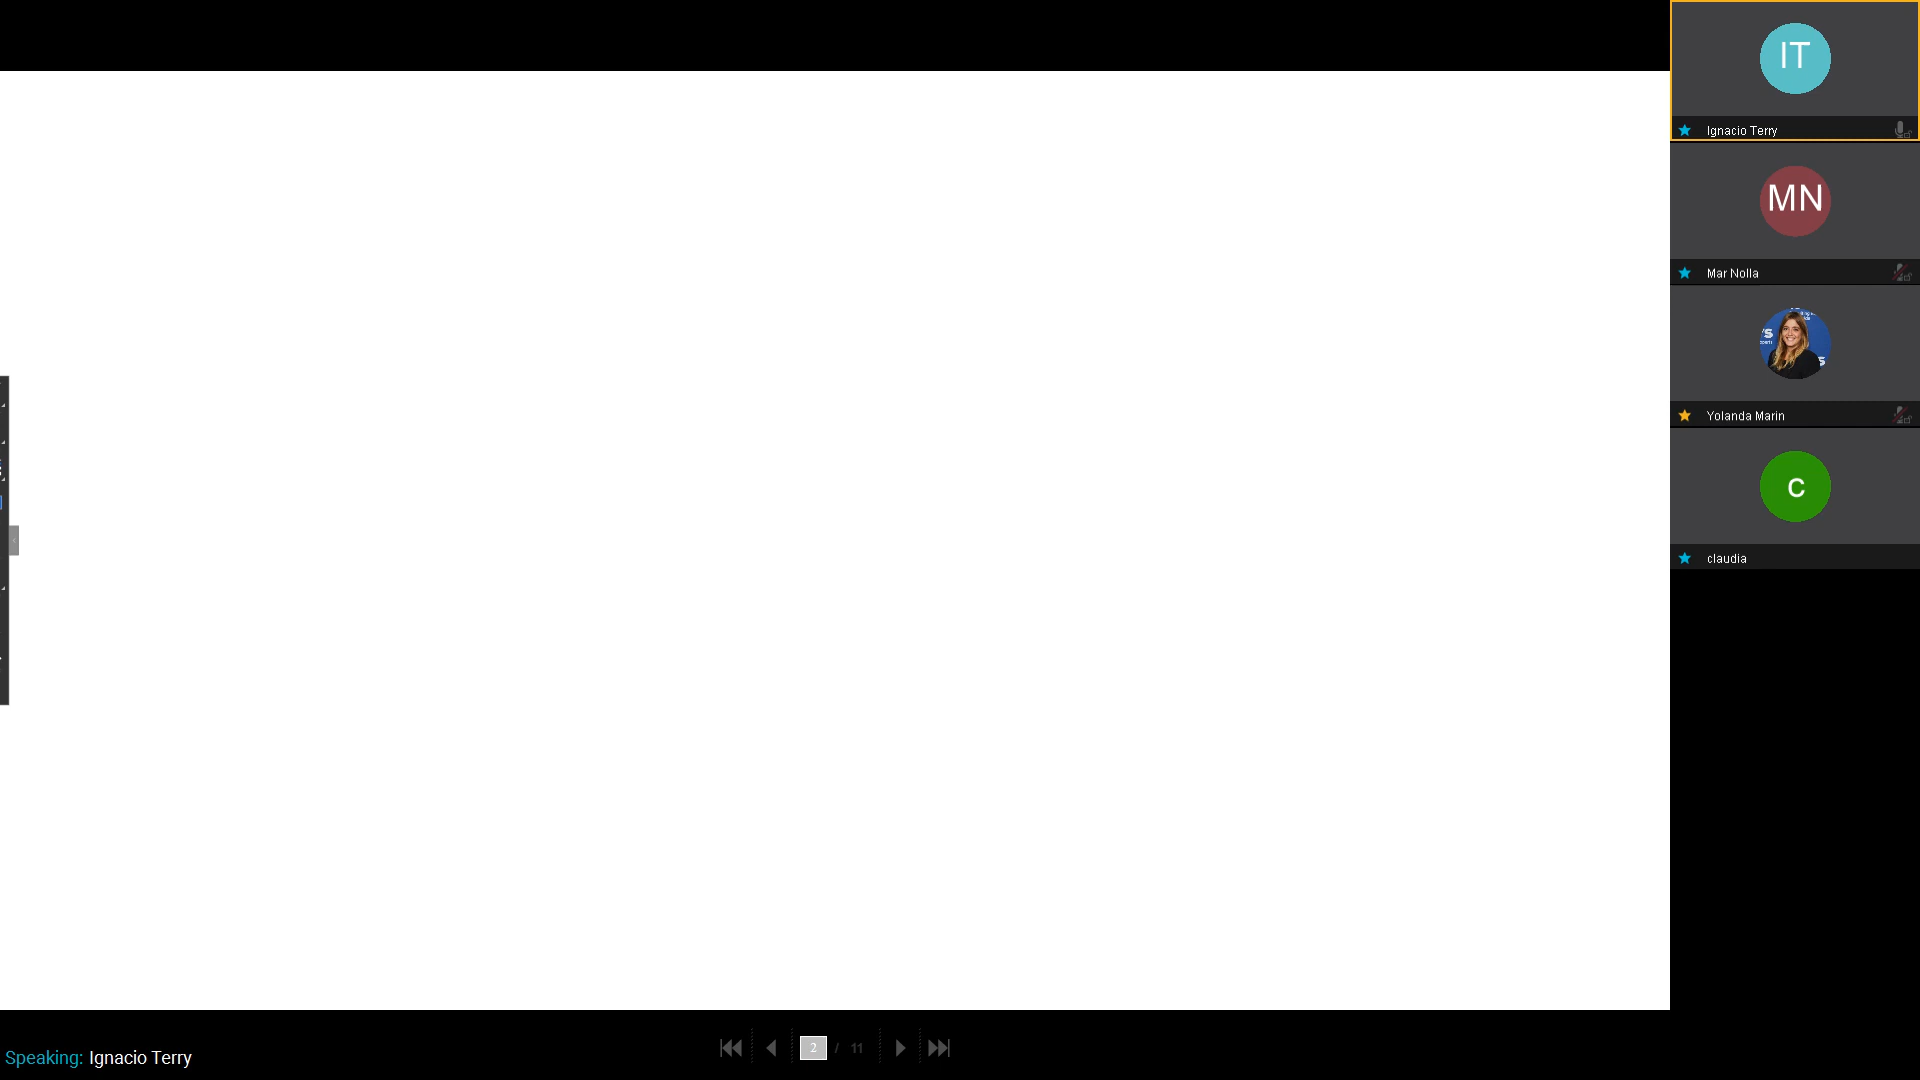 IT
Ignacio Terry
MN
Mar Nolla
Yolanda Marin
c
claudia
2 / 11
Speaking: Ignacio Terry